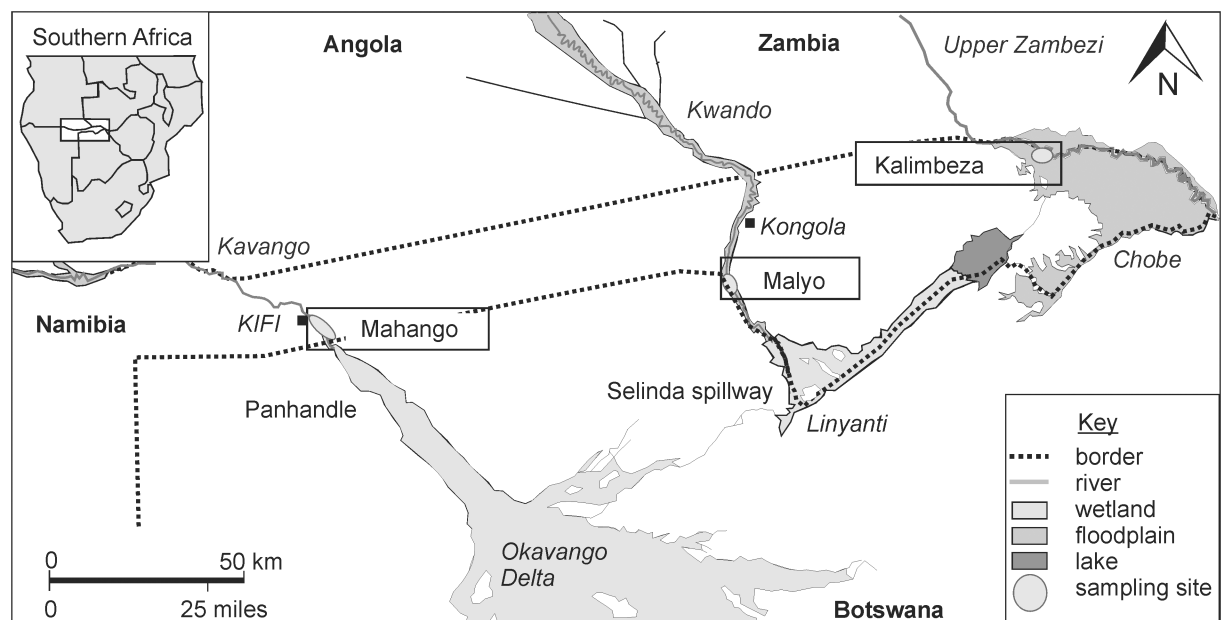 Southern Africa
Angola
Zambia
Upper Zambezi
N
Kwando
Kalimbeza
Kavango
Kongola
Chobe
Malyo
Namibia
KIFI
Mahango
Panhandle
Selinda spillway
Linyanti
Okavango
Delta
Botswana
0 50 km
0 25 miles
Key
border
river
wetland
floodplain
lake
sampling site